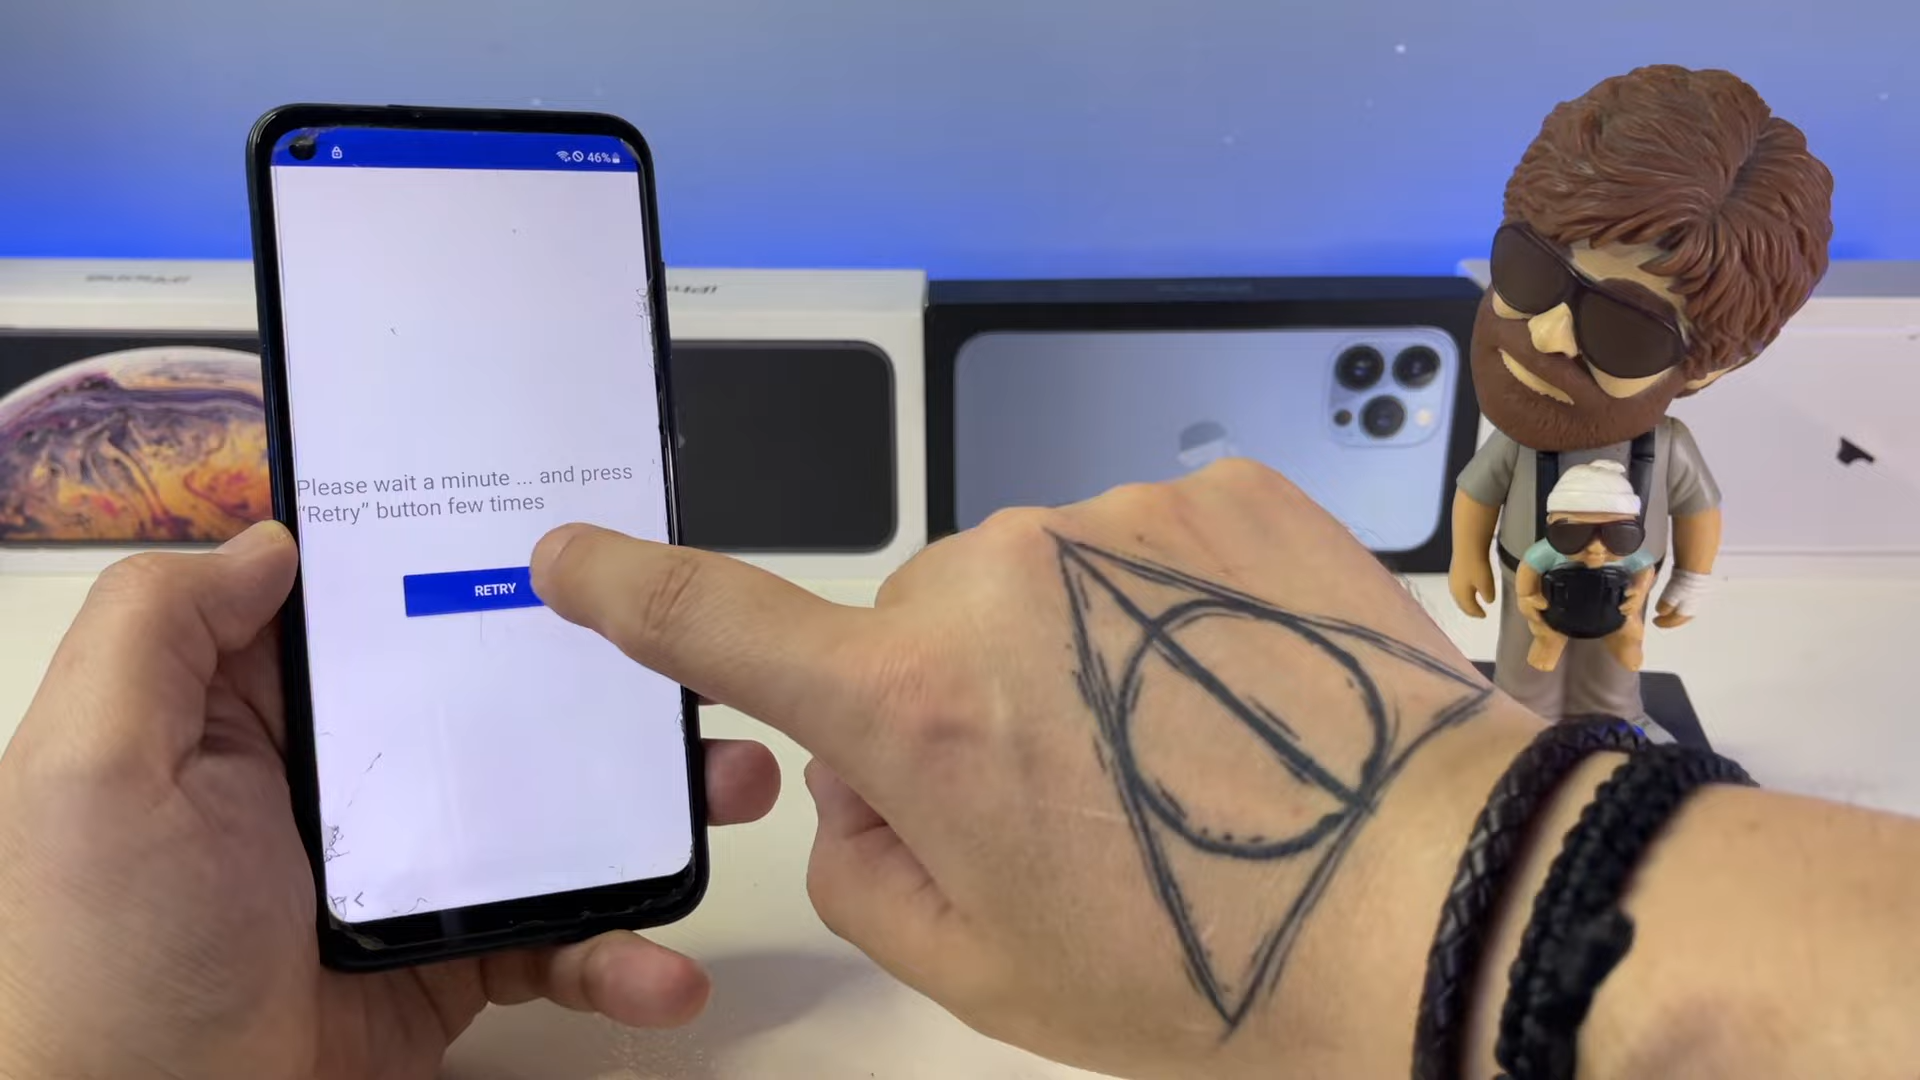 46%
Please wait a minute ... and press
“Retry” button few times
RETRY